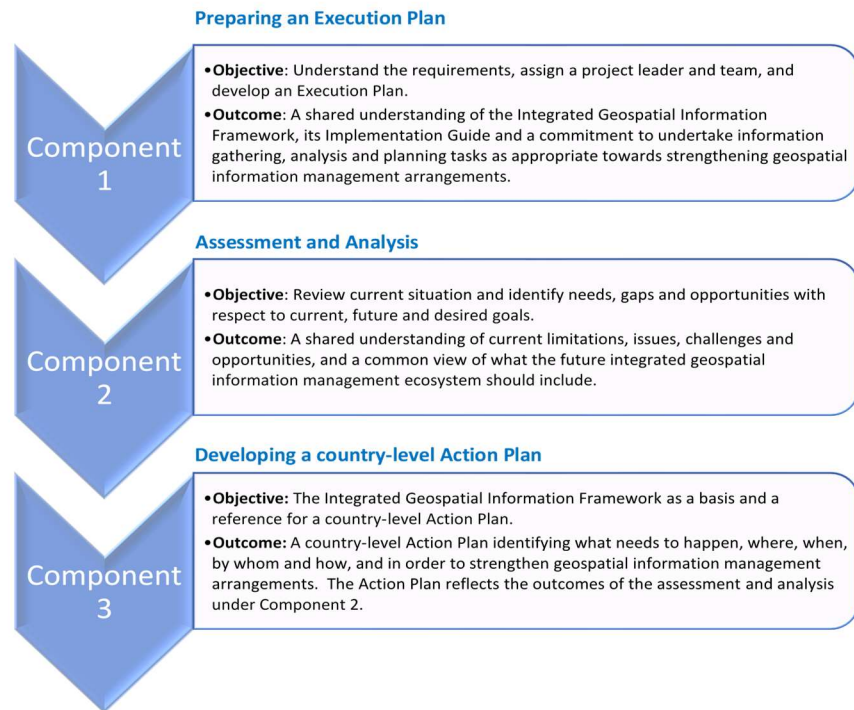 Preparing an Execution Plan
Component
1
•Objective: Understand the requirements, assign a project leader and team, and
develop an Execution Plan.
•Outcome: A shared understanding of the Integrated Geospatial Information
Framework, its Implementation Guide and a commitment to undertake information
gathering, analysis and planning tasks as appropriate towards strengthening geospatial
information management arrangements.
Assessment and Analysis
Component
2
•Objective: Review current situation and identify needs, gaps and opportunities with
respect to current, future and desired goals.
•Outcome: A shared understanding of current limitations, issues, challenges and
opportunities, and a common view of what the future integrated geospatial
information management ecosystem should include.
Developing a country-level Action Plan
Component
3
•Objective: The Integrated Geospatial Information Framework as a basis and a
reference for a country-level Action Plan.
•Outcome: A country-level Action Plan identifying what needs to happen, where, when,
by whom and how, and in order to strengthen geospatial information management
arrangements. The Action Plan reflects the outcomes of the assessment and analysis
under Component 2.